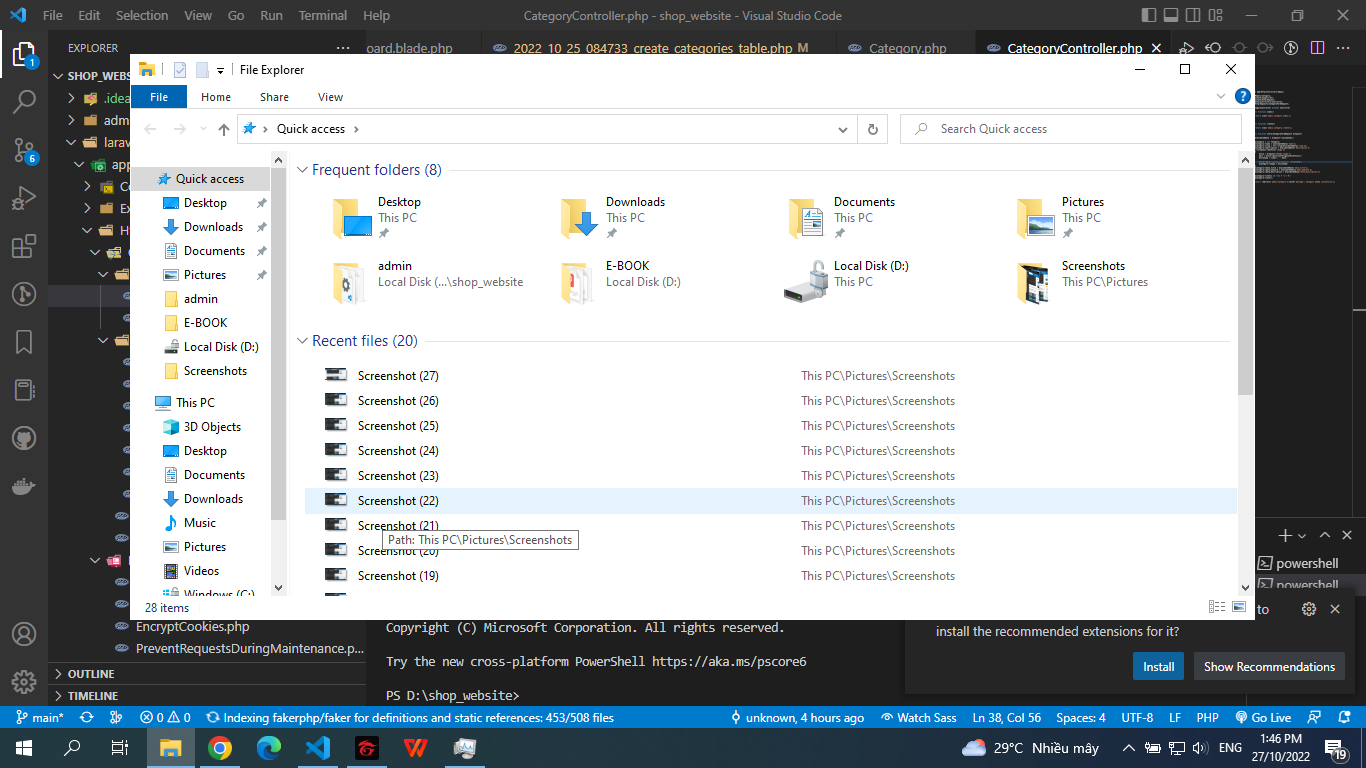 File Edit Selection View Go Run Terminal Help CategoryController.php - shop_website - Visual Studio Code
EXPLORER ... oard.blade.php 2022_10_25_084733_create_categories_table.php M Category.php CategoryController.php
1
SHOP_WEBS
.idea
adm
larav
app
6
File Explorer
File Home Share View
Quick access
Search Quick access
Quick access
Desktop
Downloads
Documents
Pictures
admin
E-BOOK
Local Disk (D:)
Screenshots
This PC
3D Objects
Desktop
Documents
Downloads
Music
Pictures
Videos
Windows (C:)
Frequent folders (8)
Desktop
This PC
Downloads
This PC
Documents
This PC
Pictures
This PC
admin
Local Disk (...\shop_website
E-BOOK
Local Disk (D:)
Local Disk (D:)
This PC
Screenshots
This PC\Pictures
Recent files (20)
Screenshot (27) This PC\Pictures\Screenshots
Screenshot (26) This PC\Pictures\Screenshots
Screenshot (25) This PC\Pictures\Screenshots
Screenshot (24) This PC\Pictures\Screenshots
Screenshot (23) This PC\Pictures\Screenshots
Screenshot (22) This PC\Pictures\Screenshots
Screenshot (21) This PC\Pictures\Screenshots
Path: This PC\Pictures\Screenshots
Screenshot (20) This PC\Pictures\Screenshots
Screenshot (19) This PC\Pictures\Screenshots
28 items
powershell
powershell
EncryptCookies.php
PreventRequestsDuringMaintenance.p...
OUTLINE
TIMELINE
Copyright (C) Microsoft Corporation. All rights reserved.
Try the new cross-platform PowerShell https://aka.ms/pscore6
PS D:\shop_website>
to
install the recommended extensions for it?
Install Show Recommendations
main* 0 0 Indexing fakerphp/faker for definitions and static references: 453/508 files unknown, 4 hours ago Watch Sass Ln 38, Col 56 Spaces: 4 UTF-8 LF PHP Go Live
29°C Nhiều mây ENG 1:46 PM
27/10/2022
19